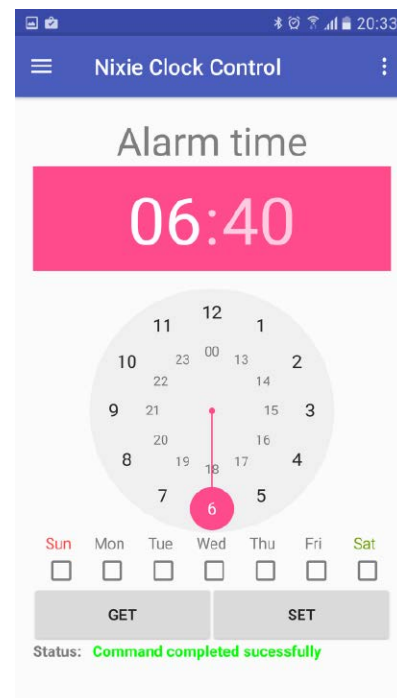 20:33
Nixie Clock Control
Alarm time
06:40
12
11 1
00
23 13
10 2
22 14
9 21 15 3
20 16
8 19 17 4
18
7 5
6
Sun Mon Tue Wed Thu Fri Sat
GET SET
Status: Command completed sucessfully